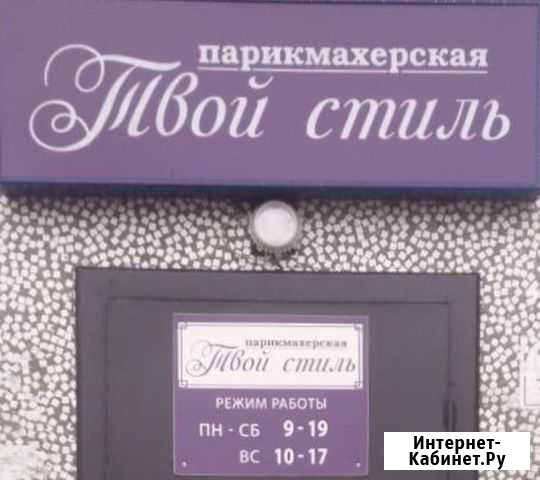 парикмахерская
Твой стиль
парикмахерская
Твой стиль
РЕЖИМ РАБОТЫ
ПН - СБ 9 - 19
ВС 10 - 17
Интернет-
Кабинет.Ру